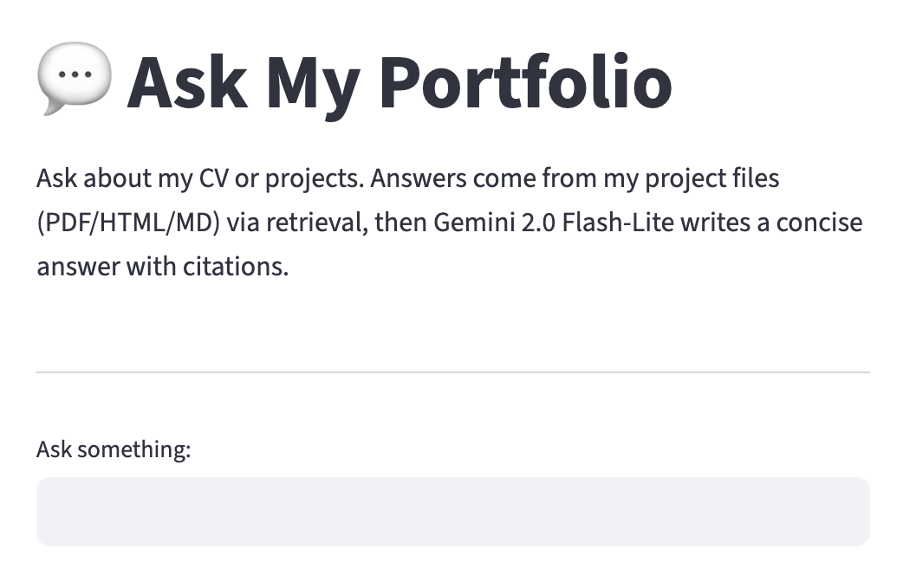 Ask My Portfolio
Ask about my CV or projects. Answers come from my project files
(PDF/HTML/MD) via retrieval, then Gemini 2.0 Flash-Lite writes a concise
answer with citations.
Ask something: